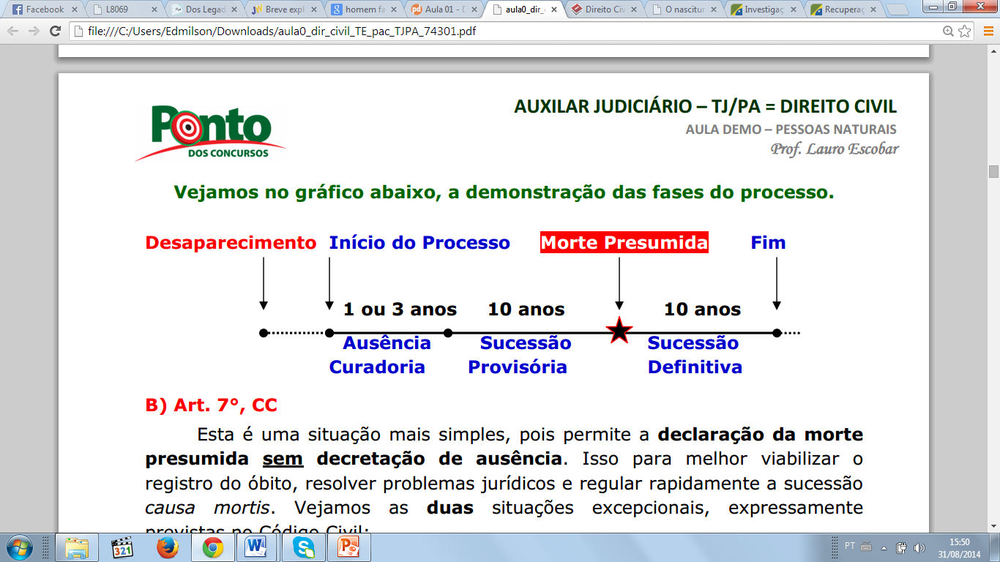 Facebook
L8069
Dos Legad
Breve expl
homem fa
Aula 01 - D
aula0_dir_
Direito Civ
O nascitur
Investigaç
Recuperaç
file:///C:/Users/Edmilson/Downloads/aula0_dir_civil_TE_pac_TJPA_74301.pdf
Ponto
DOS CONCURSOS
AUXILAR JUDICIÁRIO – TJ/PA = DIREITO CIVIL
AULA DEMO – PESSOAS NATURAIS
Prof. Lauro Escobar
Vejamos no gráfico abaixo, a demonstração das fases do processo.
Desaparecimento Início do Processo Morte Presumida Fim
1 ou 3 anos 10 anos 10 anos
Ausência Sucessão Sucessão
Curadoria Provisória Definitiva
B) Art. 7°, CC
Esta é uma situação mais simples, pois permite a declaração da morte
presumida sem decretação de ausência. Isso para melhor viabilizar o
registro do óbito, resolver problemas jurídicos e regular rapidamente a sucessão
causa mortis. Vejamos as duas situações excepcionais, expressamente
previstas no Código Civil:
321
PT
15:50
31/08/2014